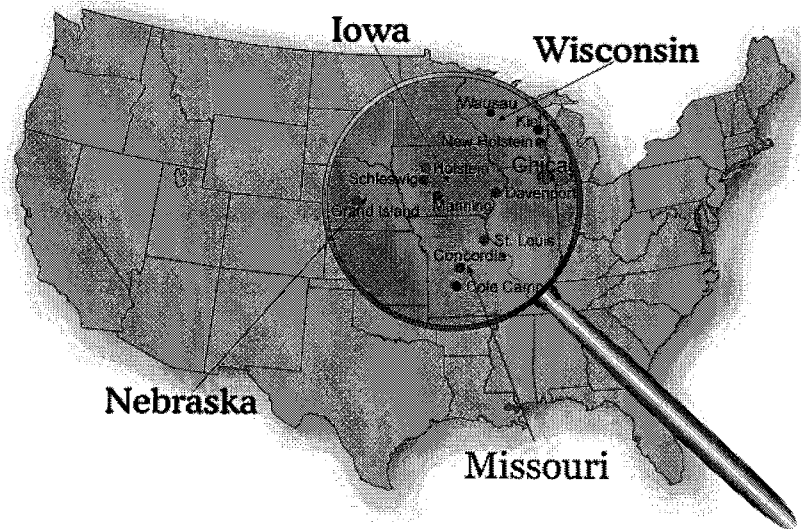 Iowa
Wisconsin
Wausau
Kiel
New Holstein
Chica
Holstein
Schleswig
Davenport
Manning
Grand Island
St. Louis
Concordia
Cole Camp
Nebraska
Missouri